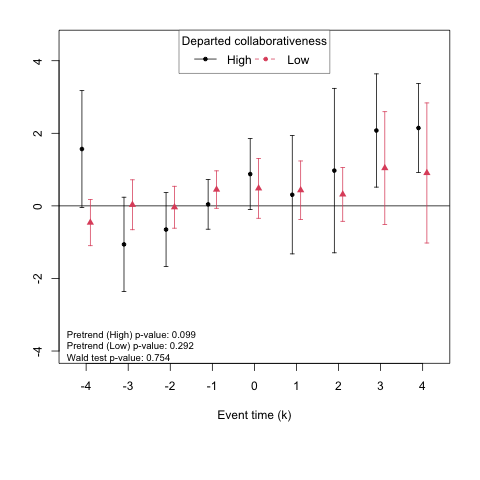 Departed collaborativeness
High Low
4
2
0
-2
-4
Pretrend (High) p-value: 0.099
Pretrend (Low) p-value: 0.292
Wald test p-value: 0.754
-4 -3 -2 -1 0 1 2 3 4
Event time (k)